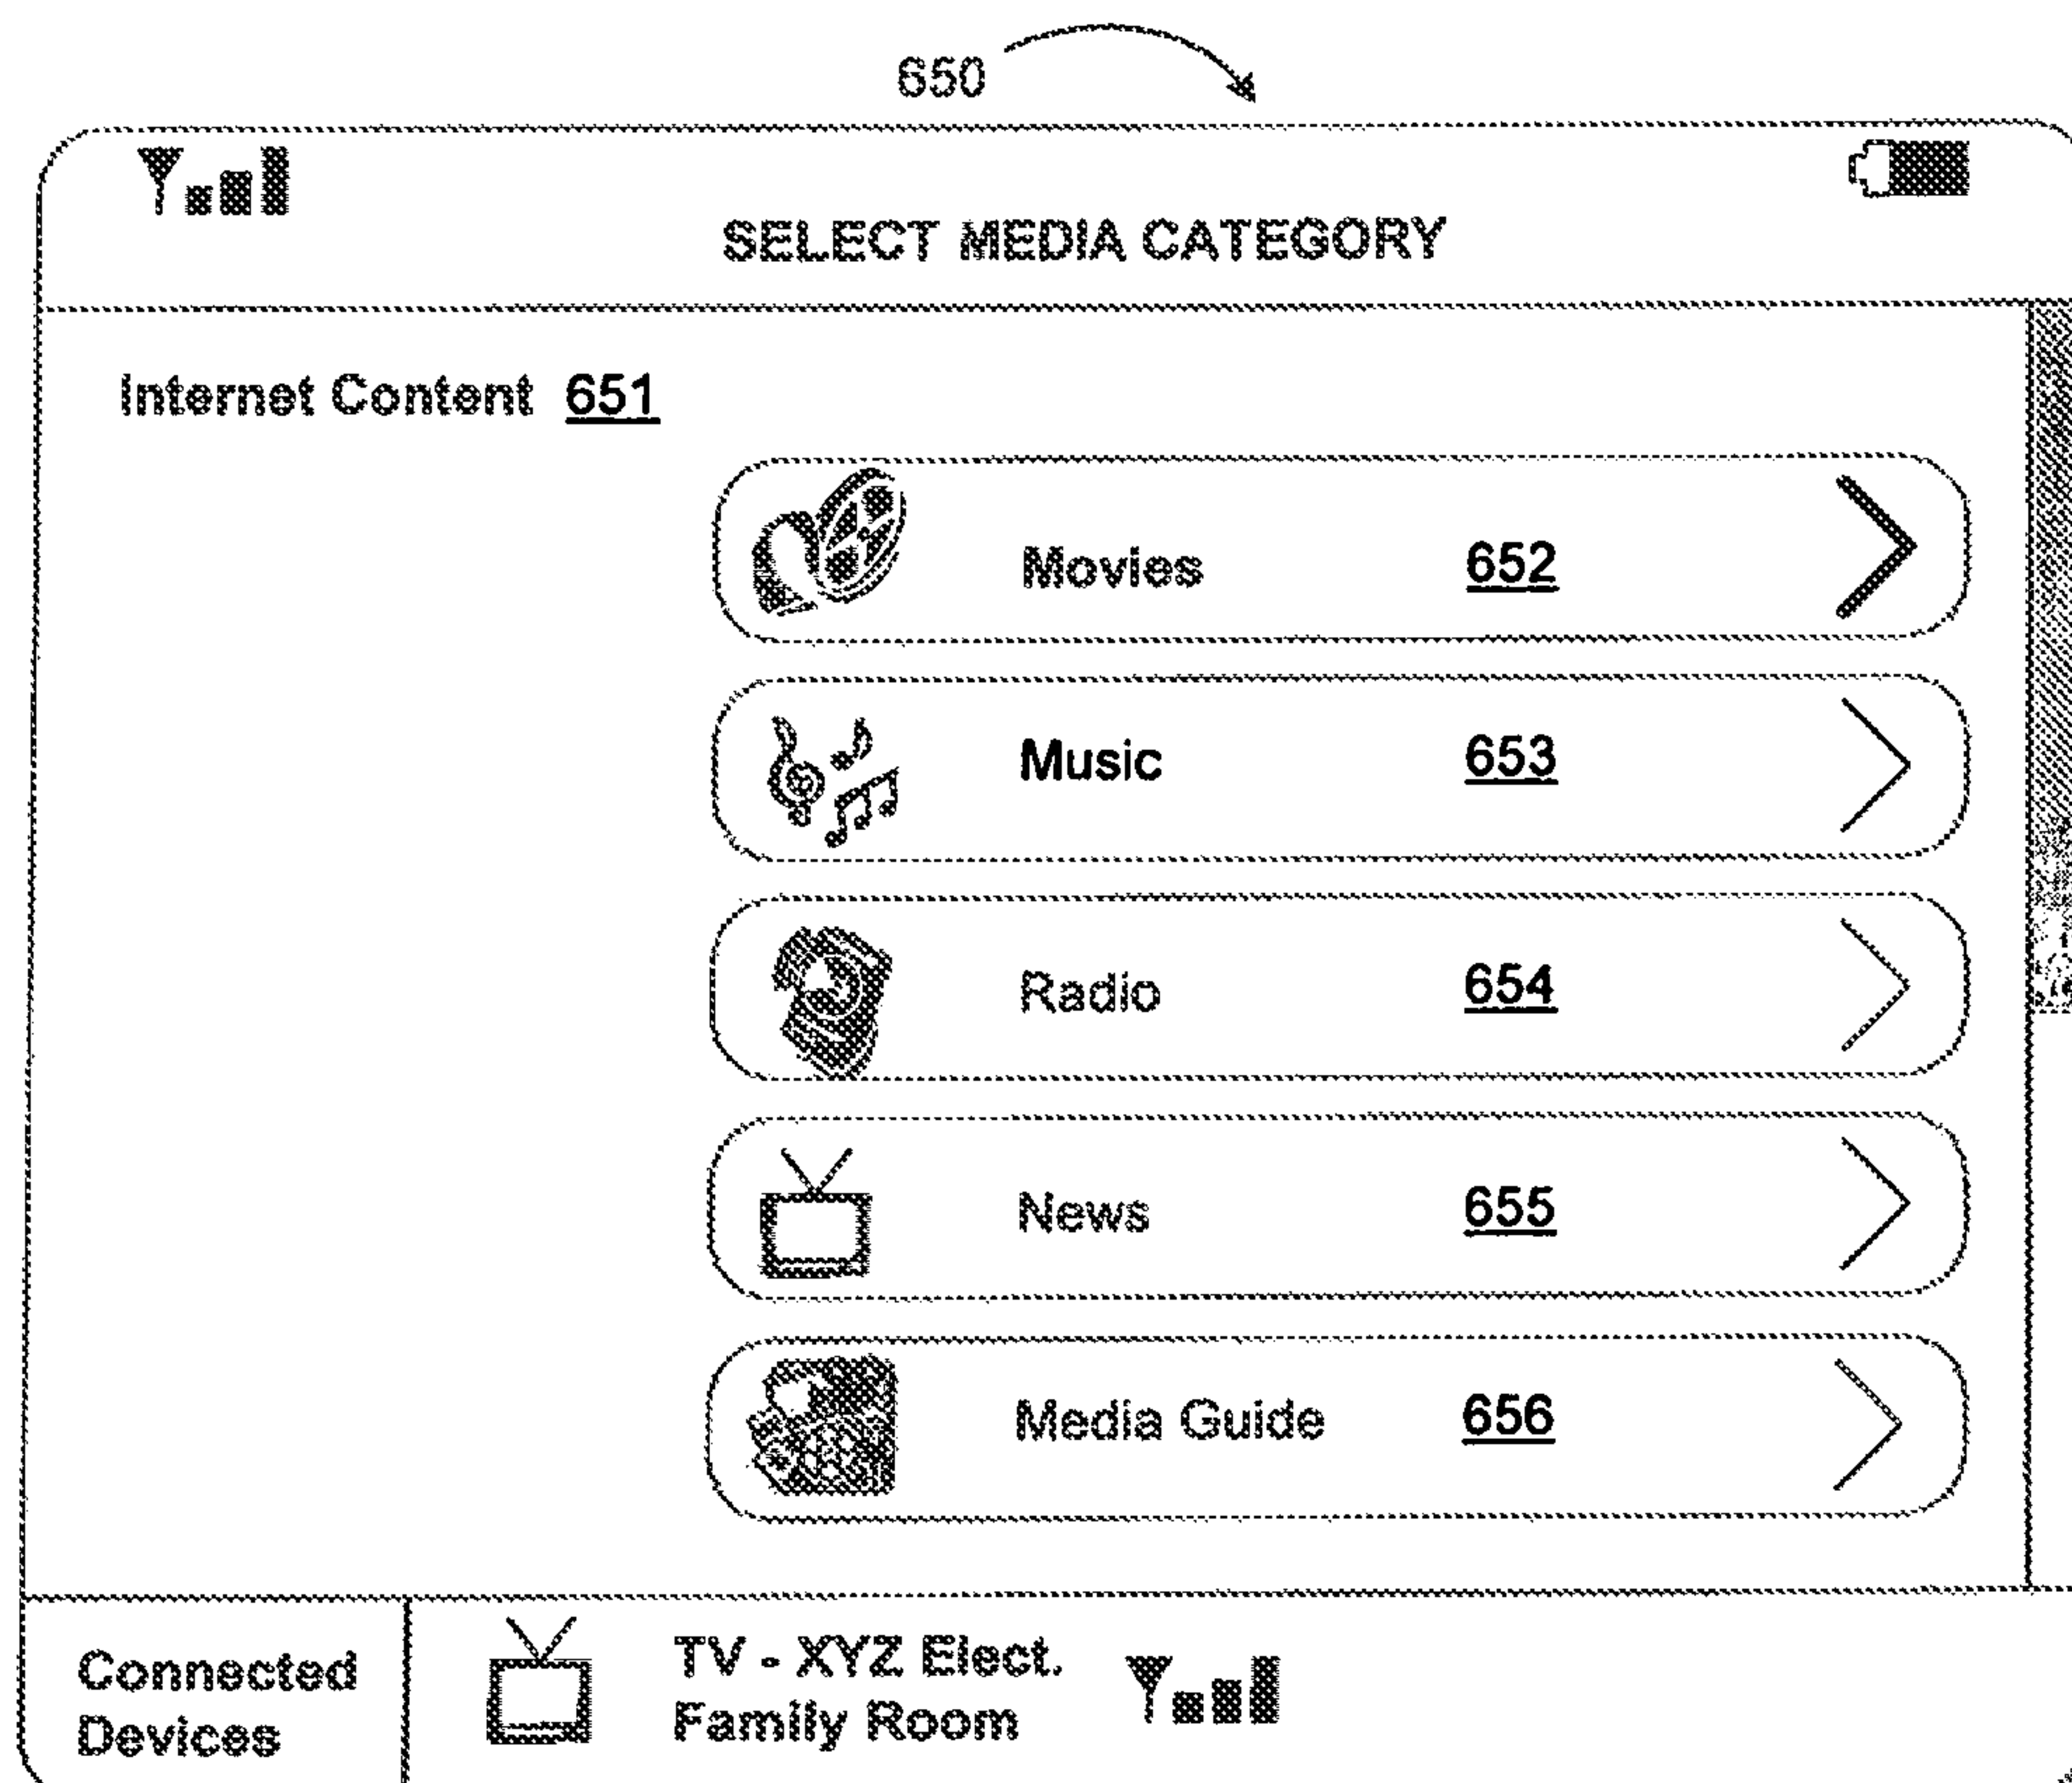 650
SELECT MEDIA CATEGORY
Internet Content 651
Movies 652
Music 653
Radio 654
News 655
Media Guide 656
Connected
Devices
TV - XYZ Elect.
Family Room